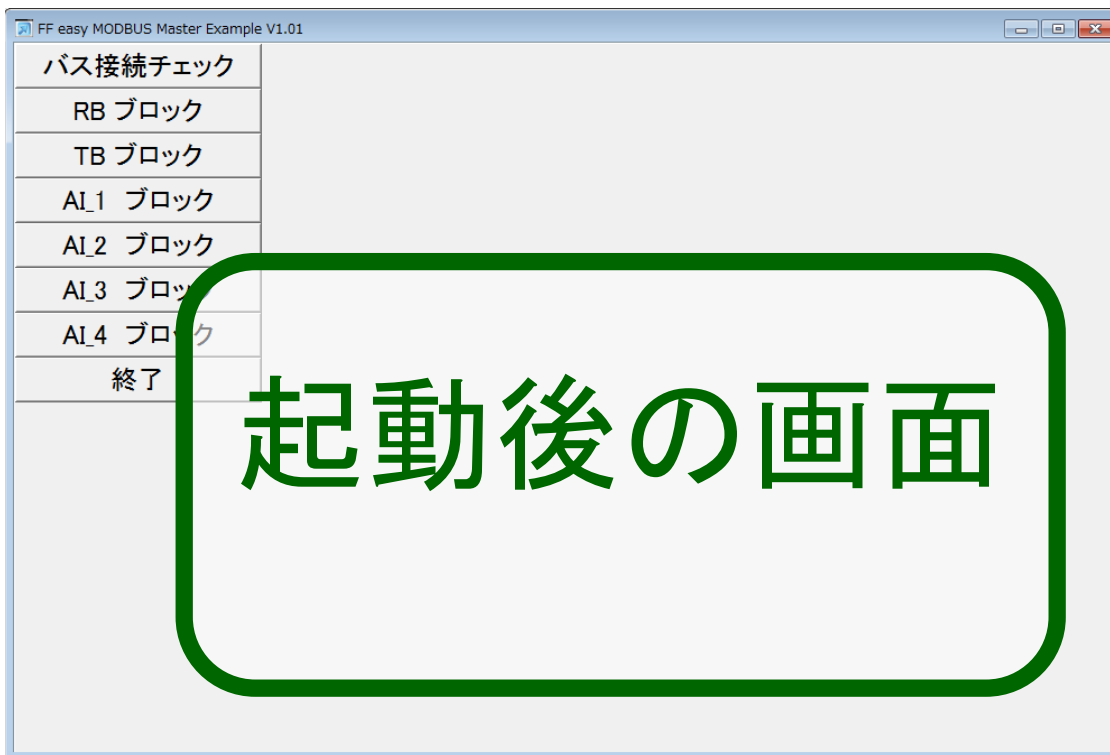 FF easy MODBUS Master Example V1.01
バス接続チェック
RB ブロック
TB ブロック
AI_1 ブロック
AI_2 ブロック
AI_3 ブロック
AI_4 ブロック
終了
起動後の画面